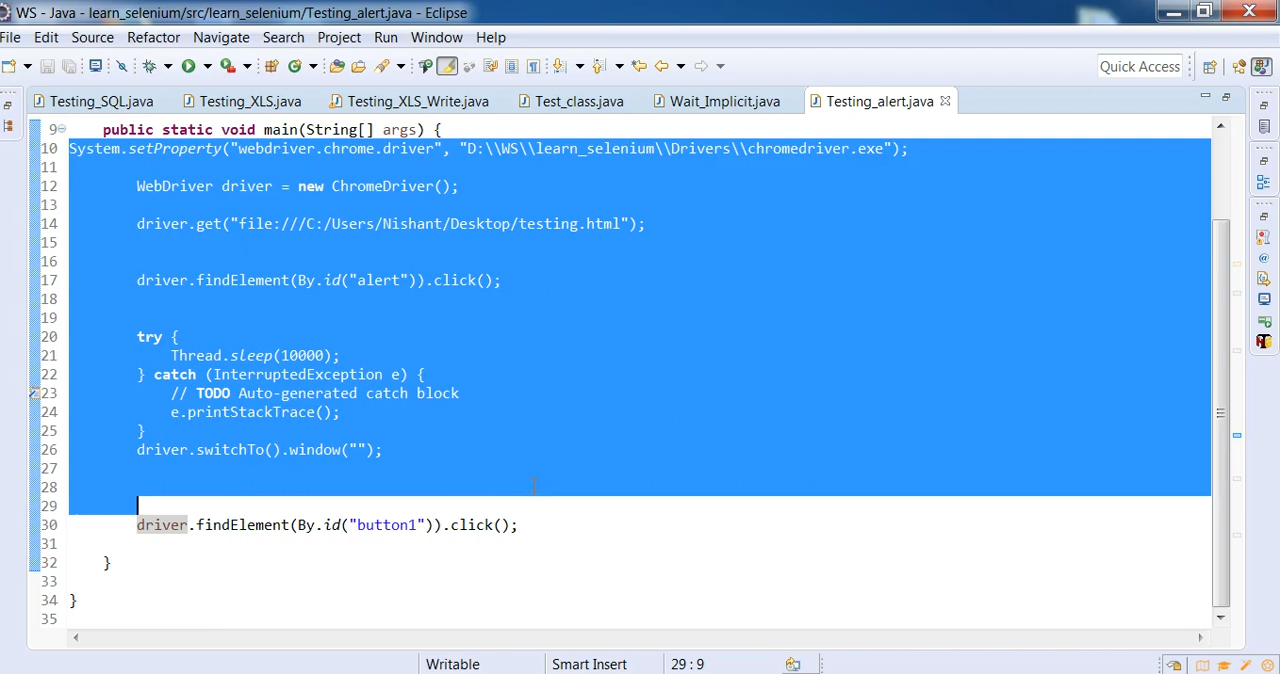 WS - Java - learn_selenium/src/learn_selenium/Testing_alert.java - Eclipse
File Edit Source Refactor Navigate Search Project Run Window Help
Quick Access
Testing_SQL.java Testing_XLS.java Testing_XLS_Write.java Test_class.java Wait_Implicit.java Testing_alert.java
9 public static void main(String[] args) {
10 System.setProperty("webdriver.chrome.driver", "D:\\WS\\learn_selenium\\Drivers\\chromedriver.exe");
11
12 WebDriver driver = new ChromeDriver();
13
14 driver.get("file:///C:/Users/Nishant/Desktop/testing.html");
15
16
17 driver.findElement(By.id("alert")).click();
18
19
20 try {
21 Thread.sleep(10000);
22 } catch (InterruptedException e) {
23 // TODO Auto-generated catch block
24 e.printStackTrace();
25 }
26 driver.switchTo().window("");
27
28
29
30 driver.findElement(By.id("button1")).click();
31
32 }
33
34 }
35
Writable Smart Insert 29 : 9